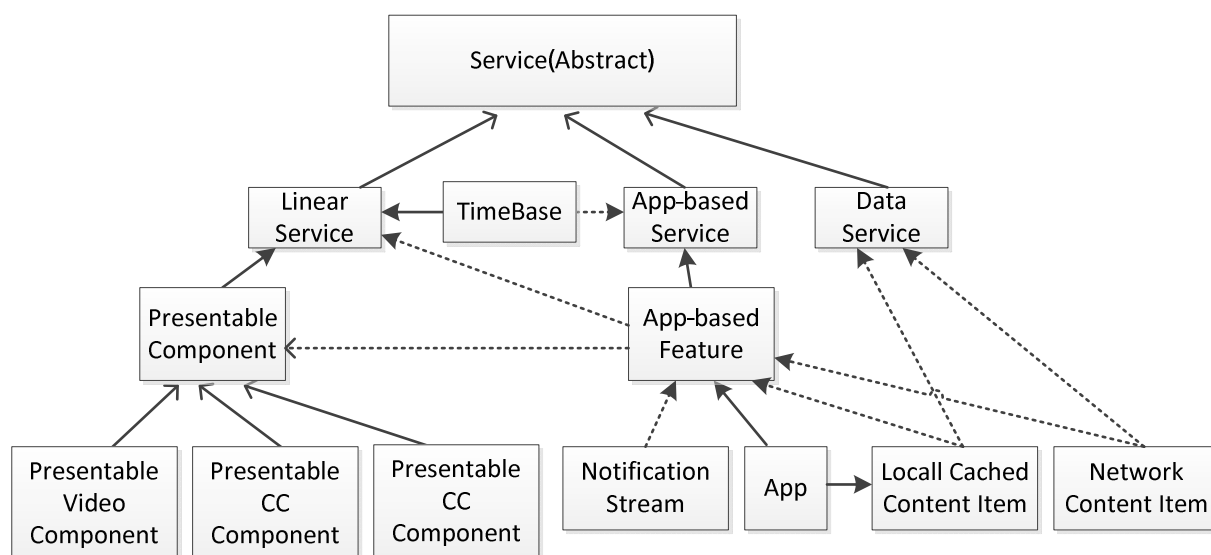 Service(Abstract)
Linear
Service
TimeBase
App-based
Service
Data
Service
Presentable
Component
App-based
Feature
Presentable
Video
Component
Presentable
CC
Component
Presentable
CC
Component
Notification
Stream
App
Locall Cached
Content Item
Network
Content Item